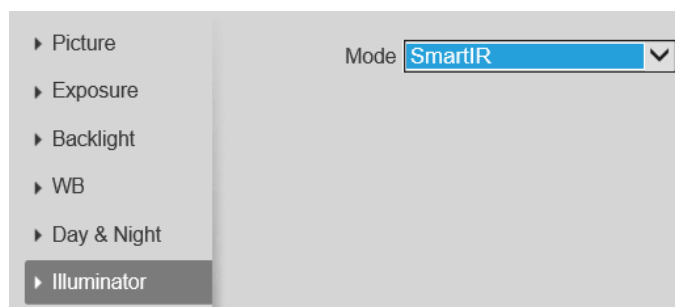 Picture
Mode SmartIR
Exposure
Backlight
WB
Day & Night
Illuminator